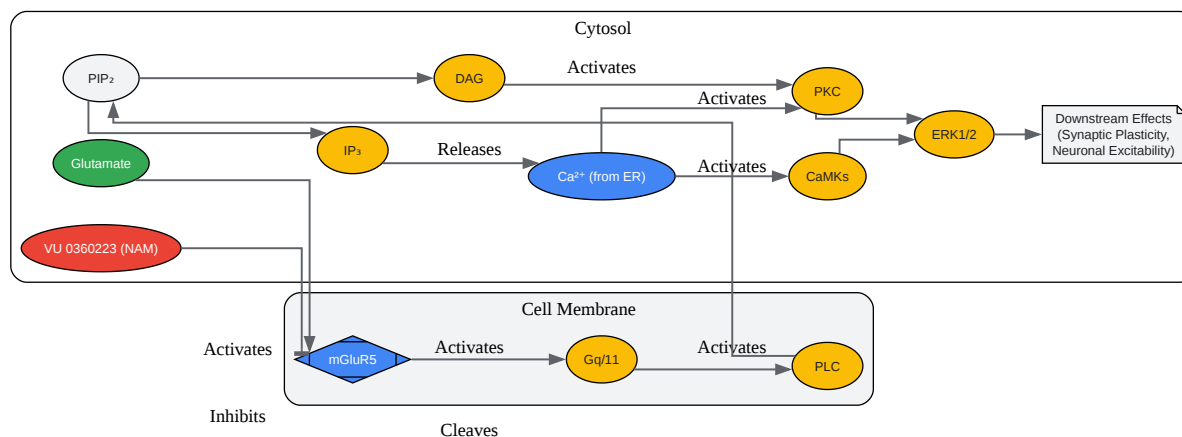 Cytosol
PIP₂
DAG
Activates
PKC
Activates
ERK1/2
Downstream Effects
(Synaptic Plasticity,
Neuronal Excitability)
Glutamate
IP₃
Releases
Ca²⁺ (from ER)
Activates
CaMKs
VU 0360223 (NAM)
Cell Membrane
Activates
mGluR5
Activates
Gq/11
Activates
PLC
Inhibits
Cleaves